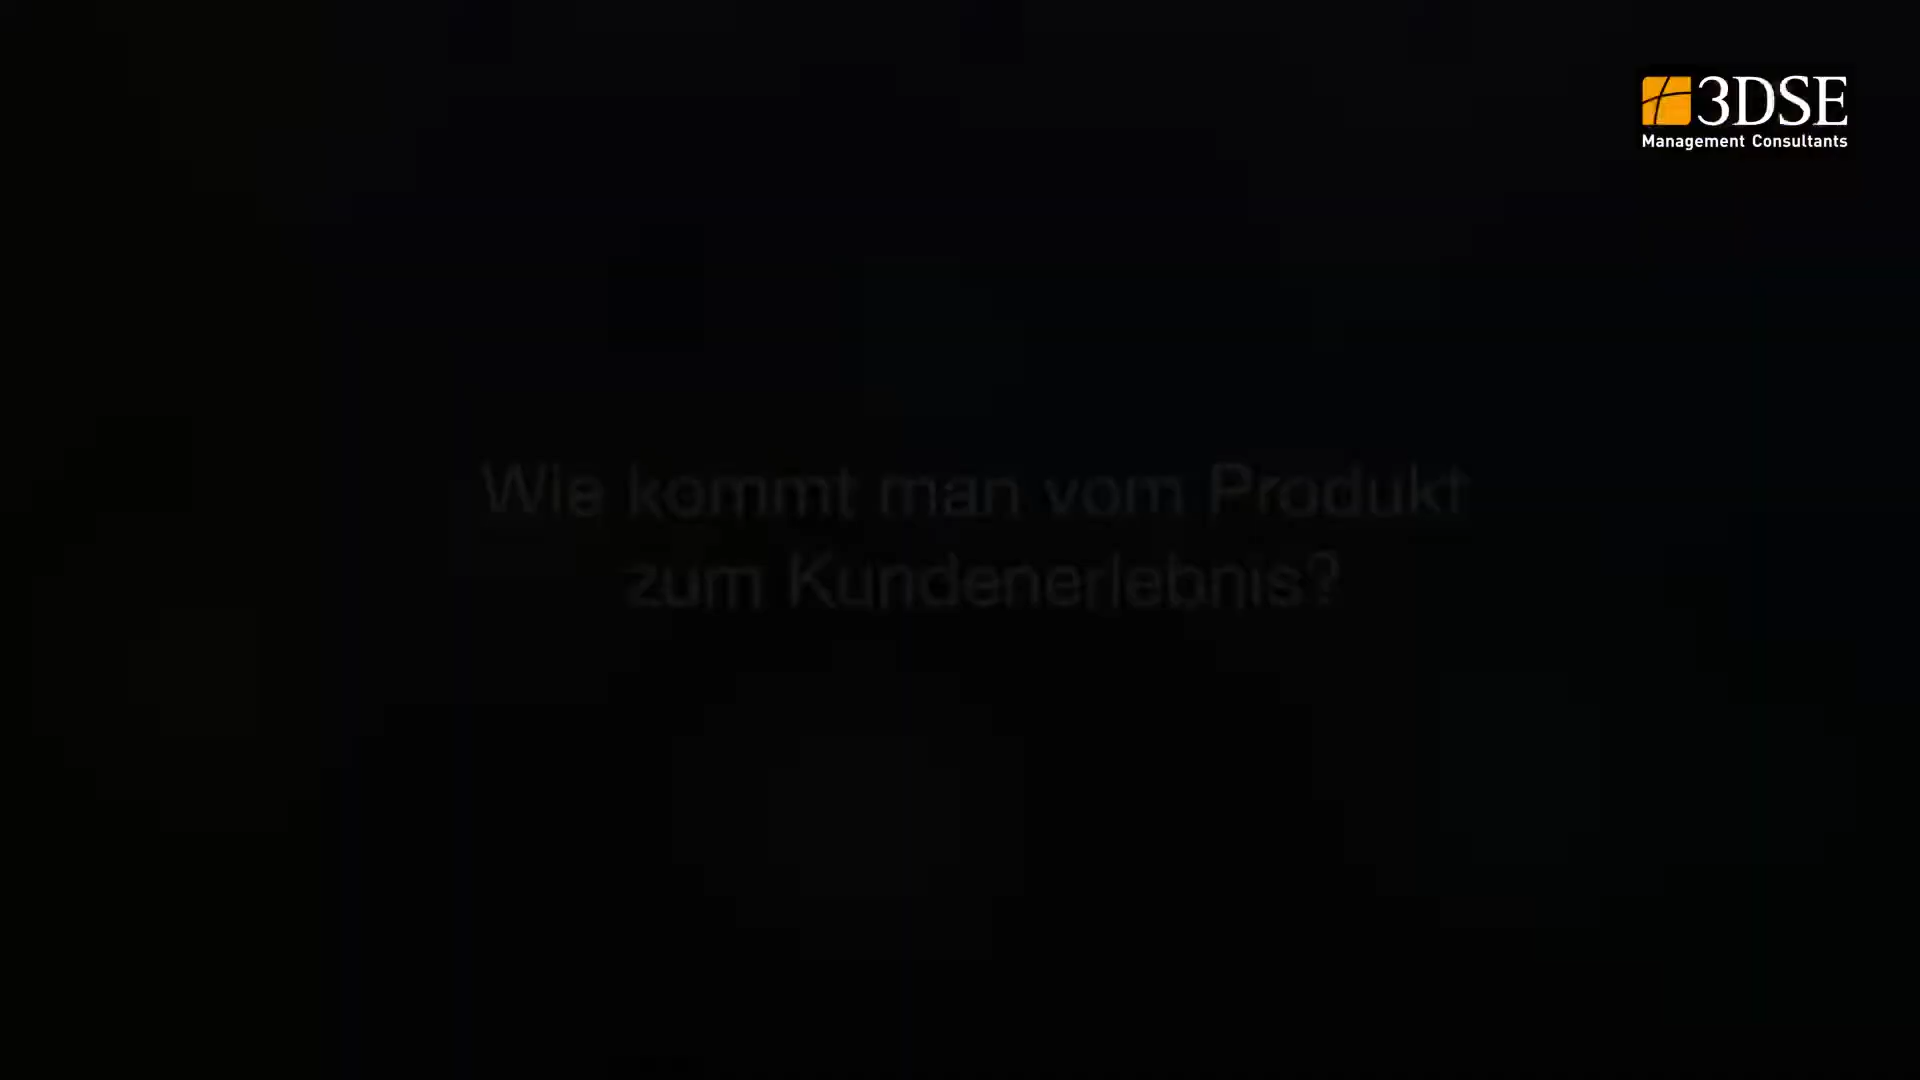 3DSE
Management Consultants
Wie kommt man vom Produkt
zum Kundenerlebnis?